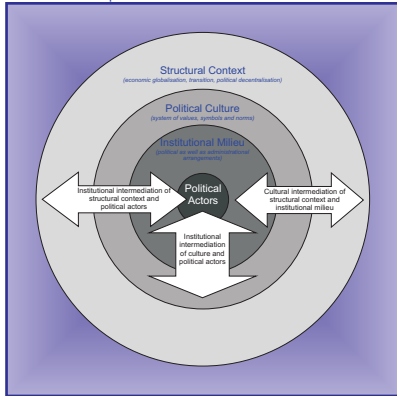 Structural Context
(economic globalisation, transition, political decentralisation)
Political Culture
(system of values, symbols and norms)
Institutional Milieu
(political as well as administrational
arrangements)
Political
Actors
Institutional intermediation of
structural context and
political actors
Cultural intermediation of
structural context and
institutional milieu
Institutional
intermediation
of culture and
political actors